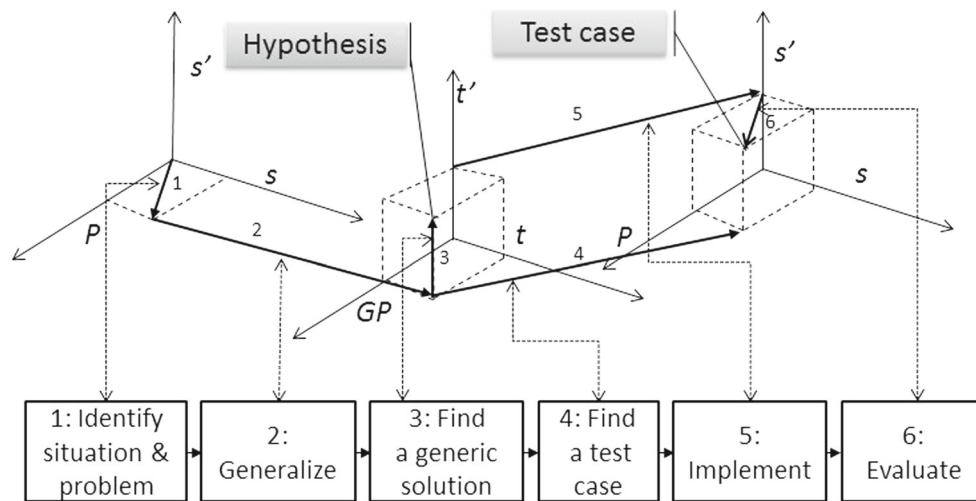 Hypothesis
Test case
s'
P
s
1
2
t'
GP
t
3
4
5
s'
P
s
6
1: Identify
situation &
problem
2:
Generalize
3: Find
a generic
solution
4: Find
a test
case
5:
Implement
6:
Evaluate